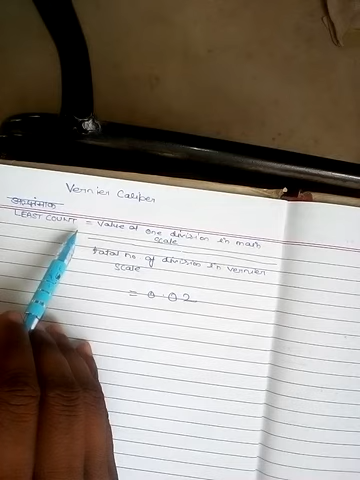 Vernier Caliper
अल्पतमांक
LEAST COUNT = Value of one division in main scale
Total no of division in vernier scale
= 0.02